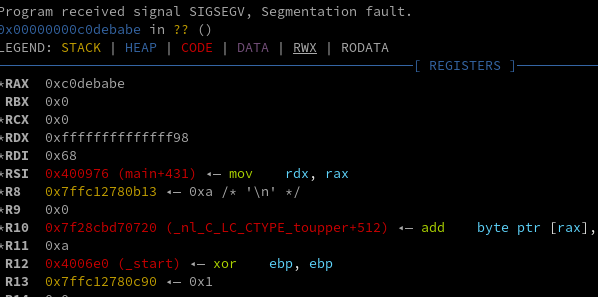 Program received signal SIGSEGV, Segmentation fault.
0x00000000c0debabe in ?? ()
LEGEND: STACK | HEAP | CODE | DATA | RWX | RODATA
[ REGISTERS ]
*RAX 0xc0debabe
RBX 0x0
*RCX 0x0
*RDX 0xffffffffffffff98
*RDI 0x68
*RSI 0x400976 (main+431) ◂— mov rdx, rax
*R8 0x7ffc12780b13 ◂— 0xa /* '\n' */
*R9 0x0
*R10 0x7f28cbd70720 (_nl_C_LC_CTYPE_toupper+512) ◂— add byte ptr [rax],
*R11 0xa
R12 0x4006e0 (_start) ◂— xor ebp, ebp
R13 0x7ffc12780c90 ◂— 0x1